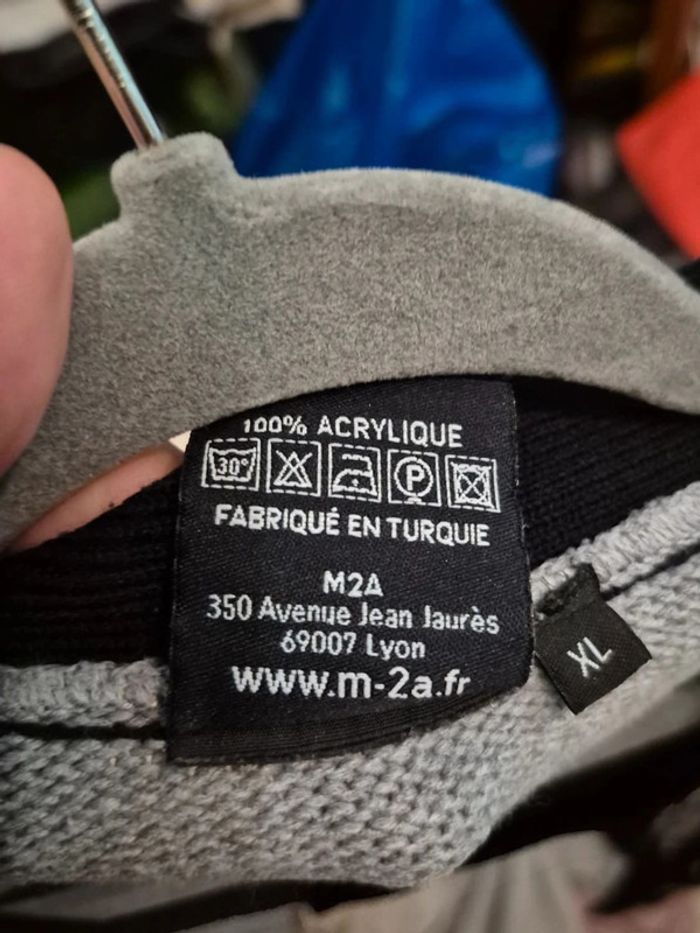 100% ACRYLIQUE
30° P
FABRIQUÉ EN TURQUIE
M2A
350 Avenue Jean Jaurès
69007 Lyon
www.m-2a.fr
XL